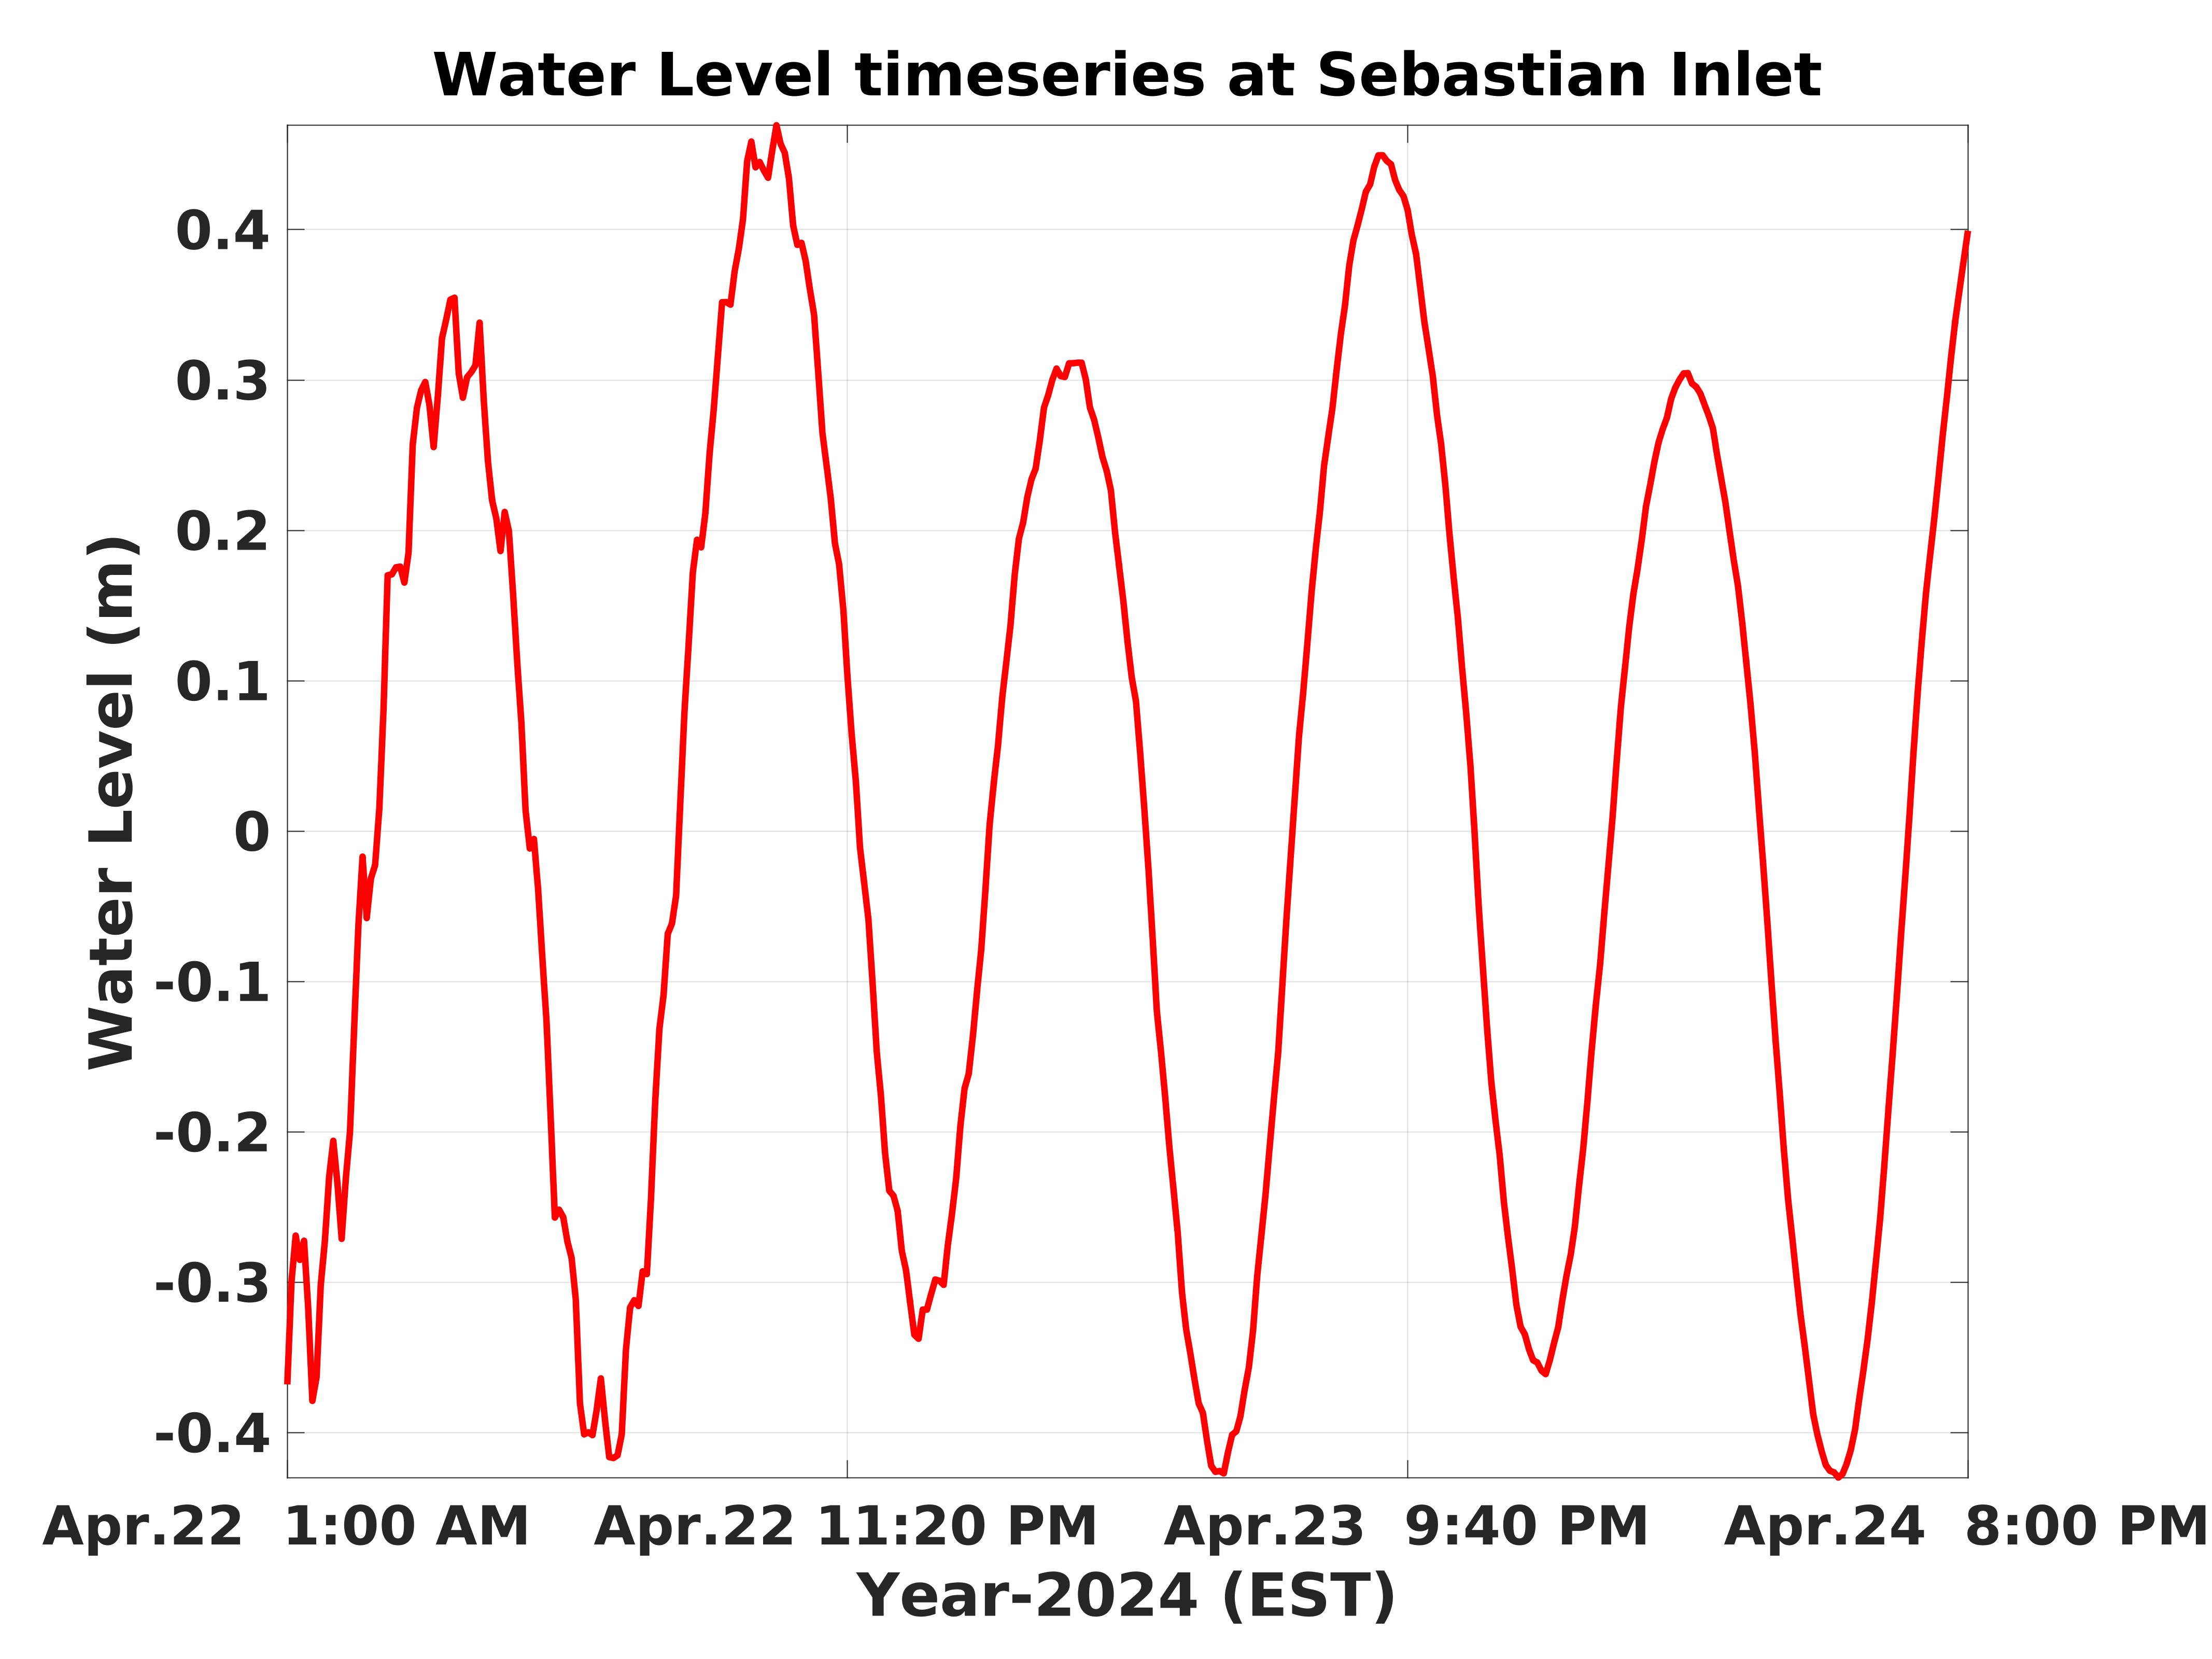 Water Level timeseries at Sebastian Inlet
Water Level (m)
0.4
0.3
0.2
0.1
0
-0.1
-0.2
-0.3
-0.4
Apr.22 1:00 AM Apr.22 11:20 PM Apr.23 9:40 PM Apr.24 8:00 PM
Year-2024 (EST)